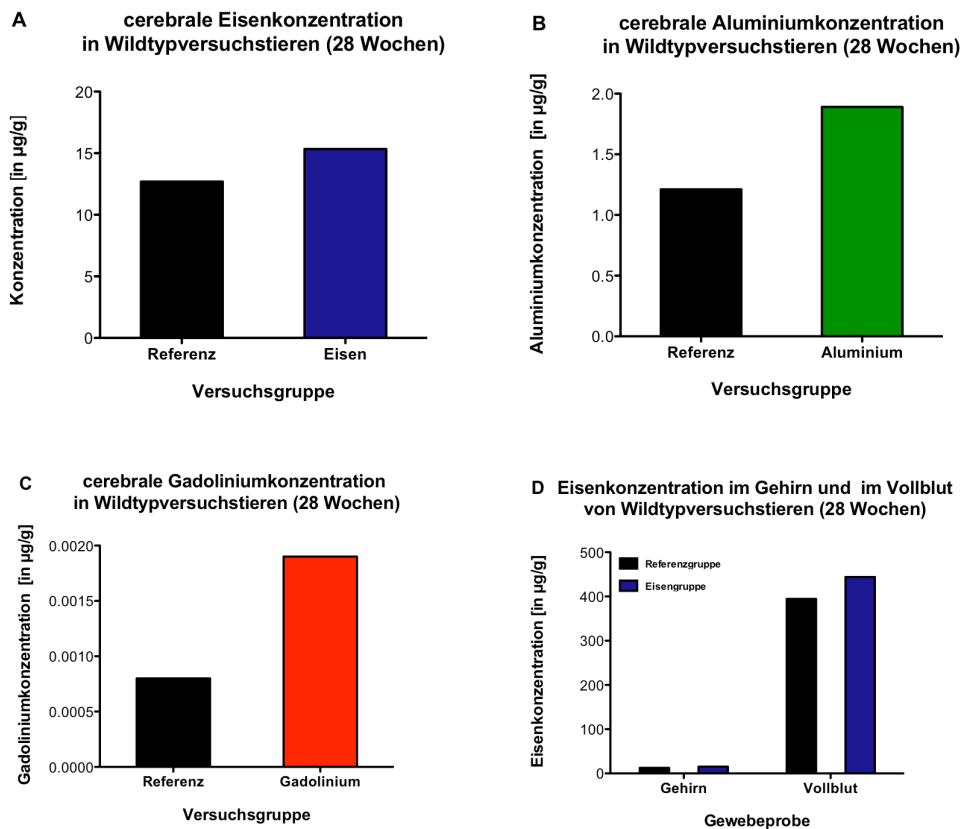 A
cerebrale Eisenkonzentration
in Wildtypversuchstieren (28 Wochen)
Konzentration [in µg/g]
20
15
10
5
0
Referenz
Eisen
Versuchsgruppe
B
cerebrale Aluminiumkonzentration
in Wildtypversuchstieren (28 Wochen)
Aluminiumkonzentration [in µg/g]
2.0
1.5
1.0
0.5
0.0
Referenz
Aluminium
Versuchsgruppe
C
cerebrale Gadoliniumkonzentration
in Wildtypversuchstieren (28 Wochen)
Gadoliniumkonzentration [in µg/g]
0.0020
0.0015
0.0010
0.0005
0.0000
Referenz
Gadolinium
Versuchsgruppe
D Eisenkonzentration im Gehirn und im Vollblut
von Wildtypversuchstieren (28 Wochen)
Eisenkonzentration [in µg/g]
500
400
300
200
100
0
Referenzgruppe
Eisengruppe
Gehirn
Vollblut
Gewebeprobe